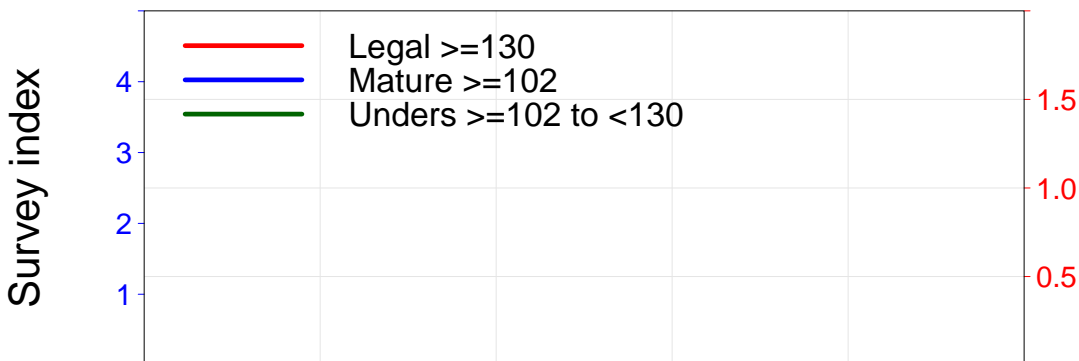 Survey index
4
3
2
1
Legal >=130
Mature >=102
Unders >=102 to <130
1.5
1.0
0.5